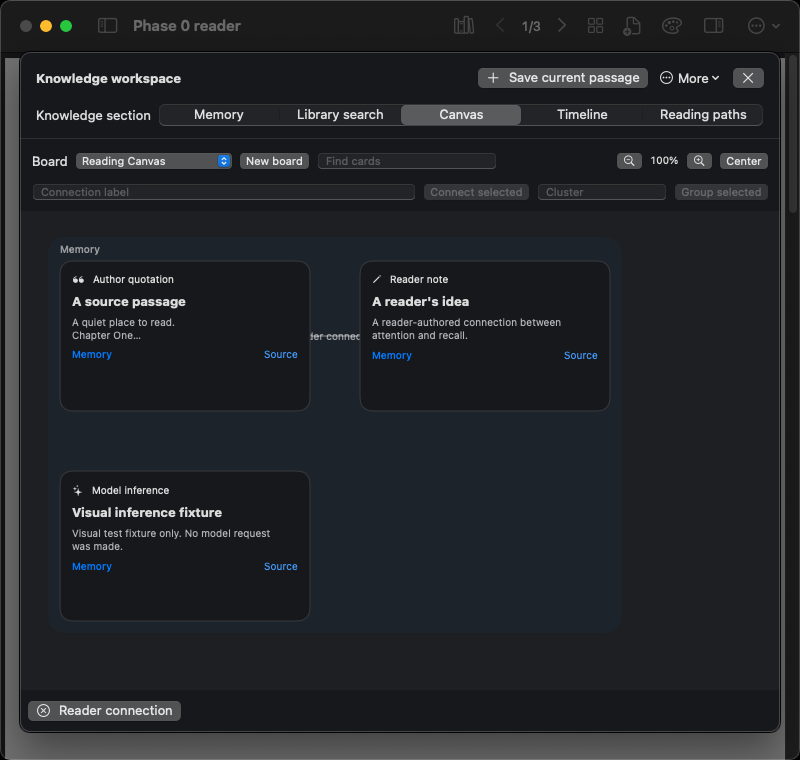 Phase 0 reader
1/3
Knowledge workspace
Save current passage
More
Knowledge section
Memory
Library search
Canvas
Timeline
Reading paths
Board
Reading Canvas
New board
Find cards
100%
Center
Connection label
Connect selected
Cluster
Group selected
Memory
Author quotation
A source passage
A quiet place to read.
Chapter One...
Memory
Source
Reader note
A reader's idea
A reader-authored connection between
attention and recall.
Memory
Source
Model inference
Visual inference fixture
Visual test fixture only. No model request
was made.
Memory
Source
Reader connection